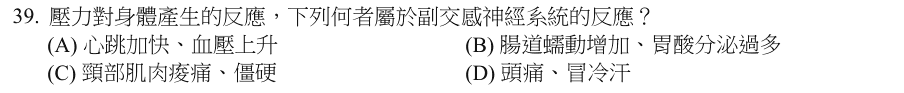 39. 壓力對身體產生的反應，下列何者屬於副交感神經系統的反應？
(A) 心跳加快、血壓上升 (B) 腸道蠕動增加、胃酸分泌過多
(C) 頸部肌肉痠痛、僵硬 (D) 頭痛、冒冷汗